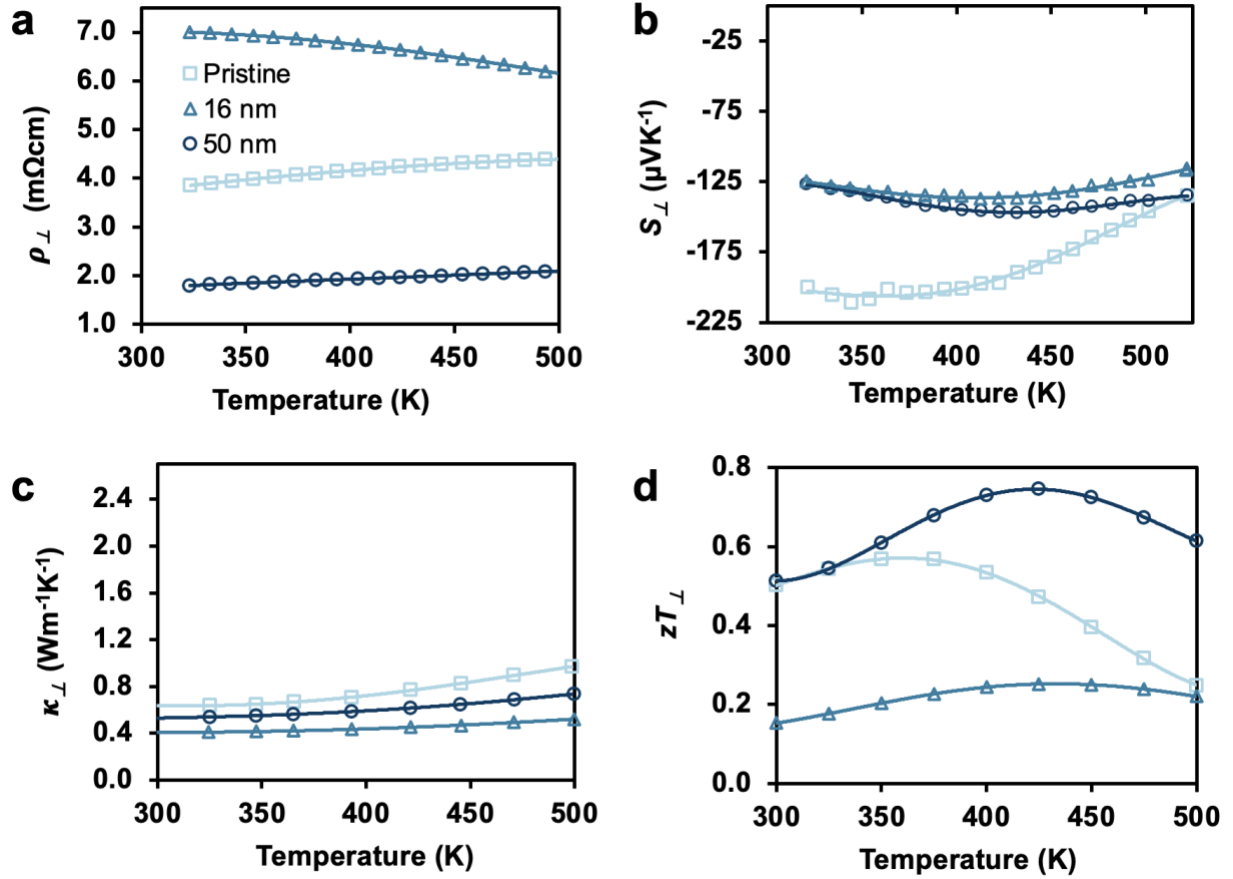 a
7.0
6.0
5.0
4.0
3.0
2.0
1.0
ρ⊥ (mΩcm)
Pristine
16 nm
50 nm
300 350 400 450 500
Temperature (K)
b
-25
-75
-125
-175
-225
S⊥ (µVK⁻¹)
300 350 400 450 500
Temperature (K)
c
2.4
2.0
1.6
1.2
0.8
0.4
0.0
κ⊥ (Wm⁻¹K⁻¹)
300 350 400 450 500
Temperature (K)
d
0.8
0.6
0.4
0.2
0.0
zT⊥
300 350 400 450 500
Temperature (K)